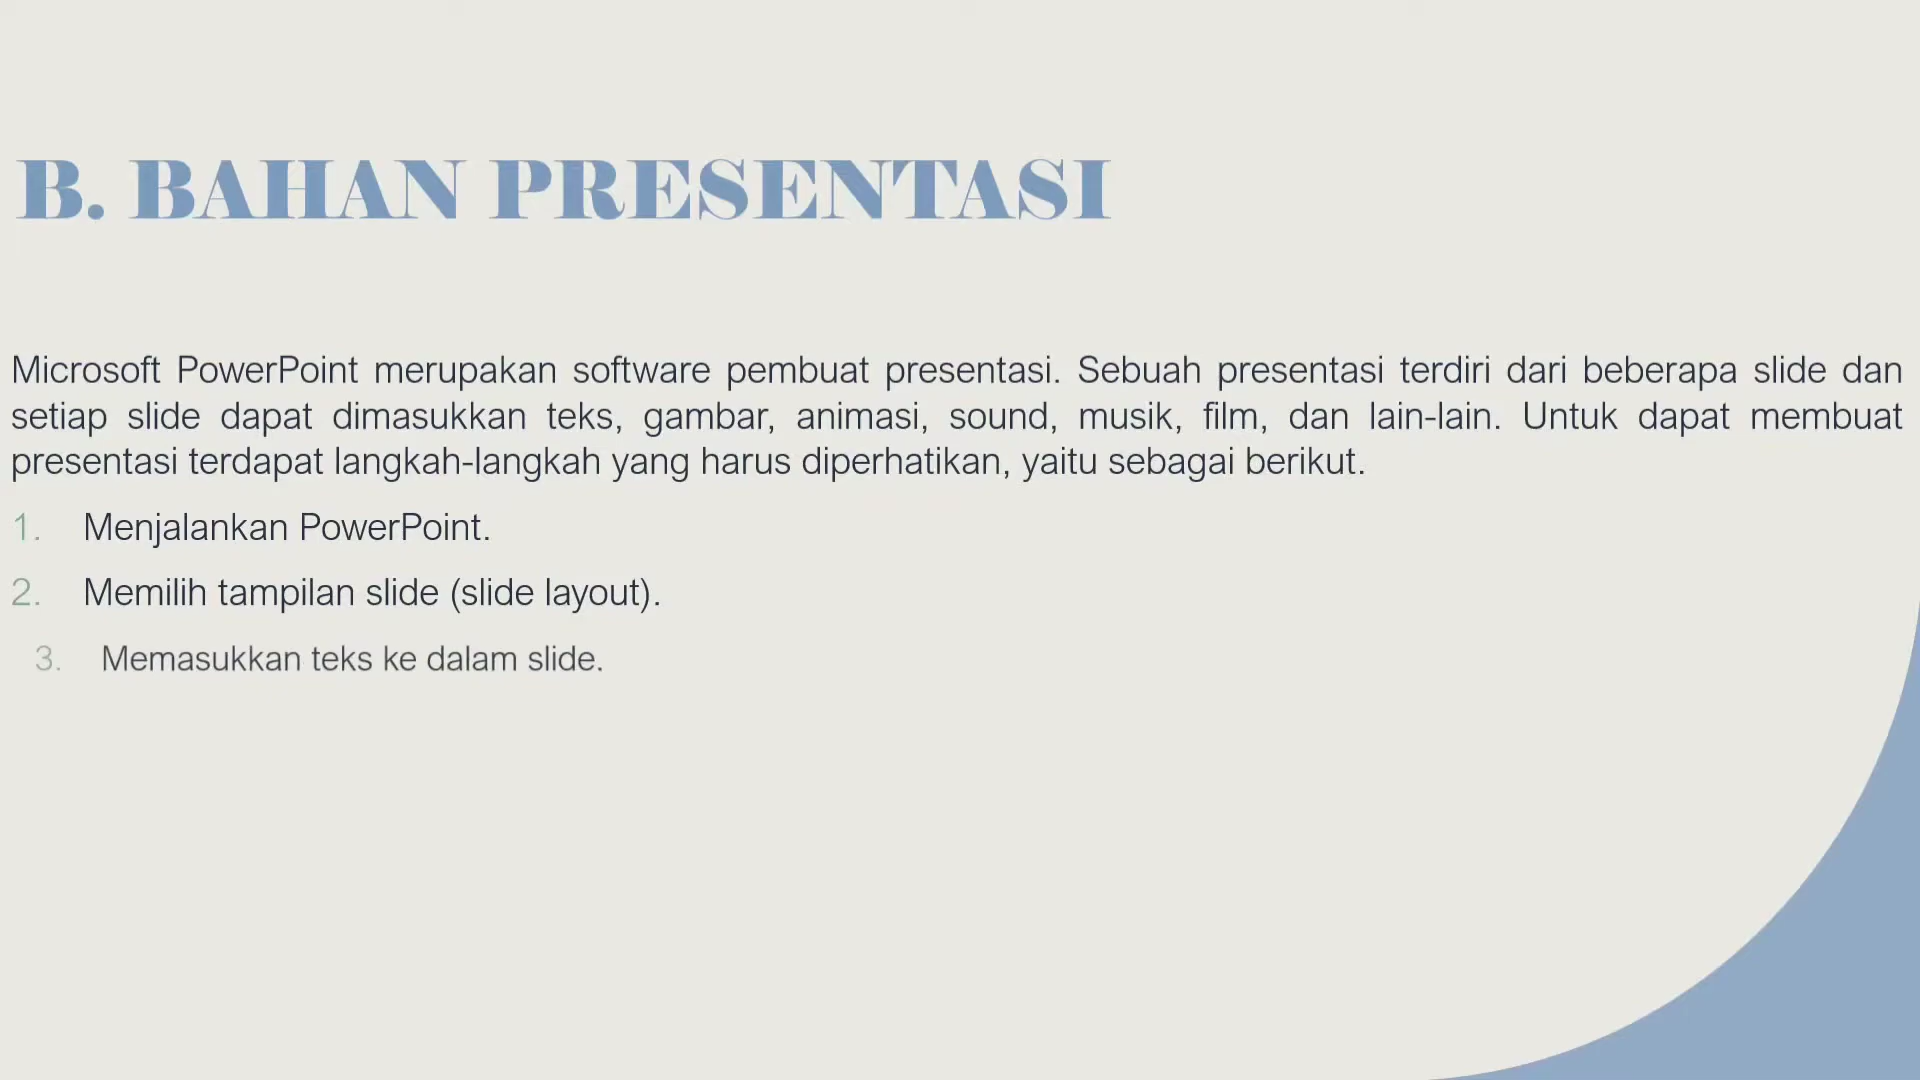 B. BAHAN PRESENTASI
Microsoft PowerPoint merupakan software pembuat presentasi. Sebuah presentasi terdiri dari beberapa slide dan
setiap slide dapat dimasukkan teks, gambar, animasi, sound, musik, film, dan lain-lain. Untuk dapat membuat
presentasi terdapat langkah-langkah yang harus diperhatikan, yaitu sebagai berikut.
1. Menjalankan PowerPoint.
2. Memilih tampilan slide (slide layout).
3. Memasukkan teks ke dalam slide.